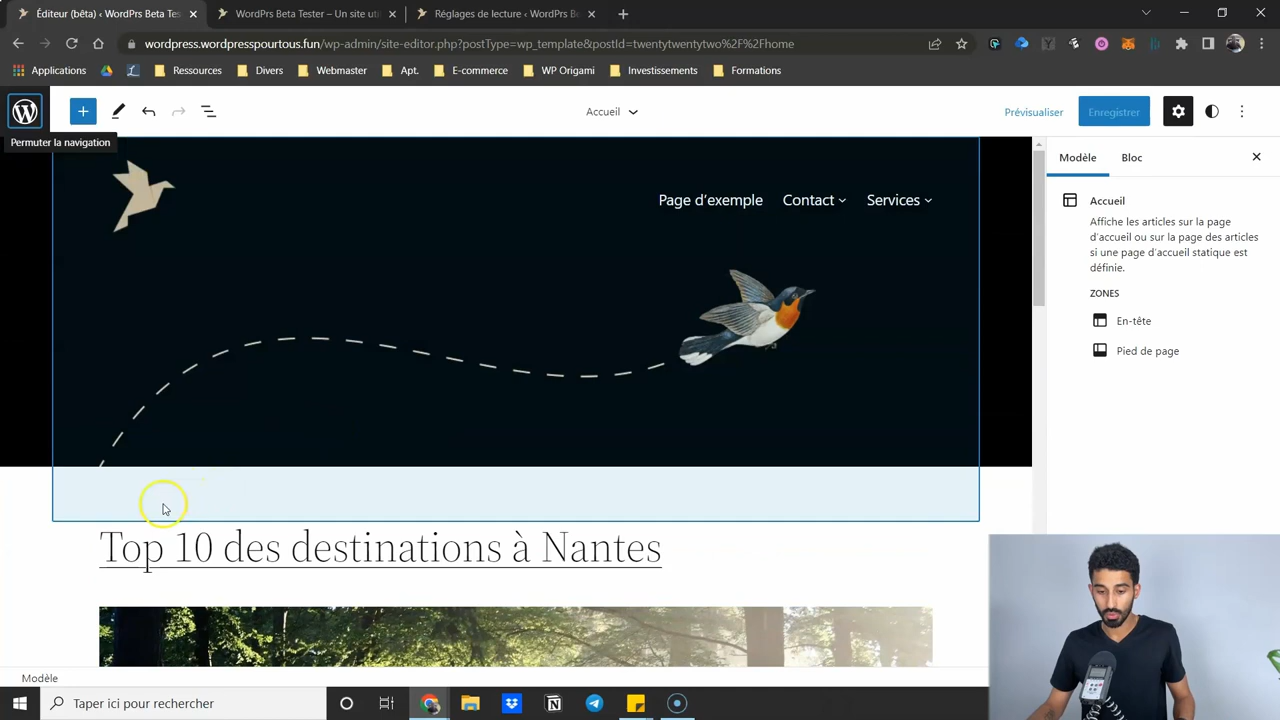 Éditeur (bêta) ‹ WordPrs Beta Tes
WordPrs Beta Tester – Un site ut
Réglages de lecture ‹ WordPrs Be
wordpress.wordpresspourtous.fun/wp-admin/site-editor.php?postType=wp_template&postId=twentytwentytwo%2F%2Fhome
Applications
Ressources
Divers
Webmaster
Apt.
E-commerce
WP Origami
Investissements
Formations
Accueil
Prévisualiser
Enregistrer
Permuter la navigation
Page d'exemple
Contact
Services
Modèle
Bloc
Accueil
Affiche les articles sur la page
d'accueil ou sur la page des articles
si une page d'accueil statique est
définie.
ZONES
En-tête
Pied de page
Top 10 des destinations à Nantes
Modèle
Taper ici pour rechercher